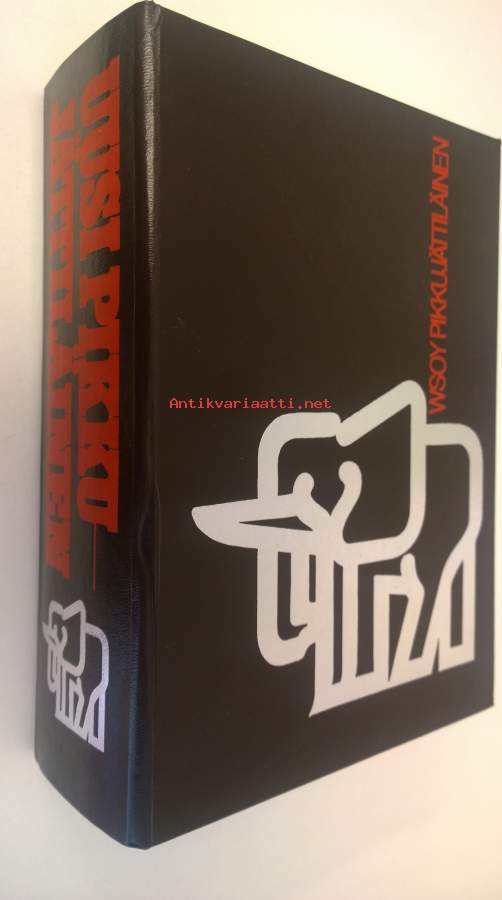 UUSI PIKKU
JÄTTILÄINEN
WSOY PIKKUJÄTTILÄINEN
Antikvariaatti.net